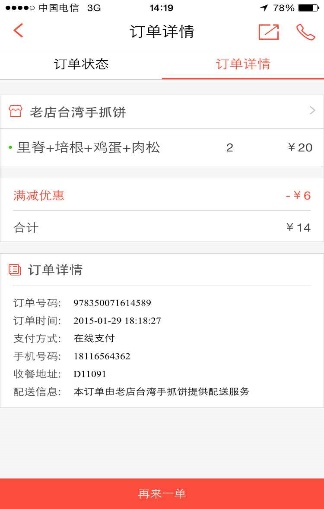 中国电信 3G 14:19 78%
订单详情
订单状态 订单详情
老店台湾手抓饼
里脊+培根+鸡蛋+肉松 2 ¥20
满减优惠 -¥6
合计 ¥14
订单详情
订单号码: 978350071614589
订单时间: 2015-01-29 18:18:27
支付方式: 在线支付
手机号码: 18116564362
收餐地址: D11091
配送信息: 本订单由老店台湾手抓饼提供配送服务
再来一单